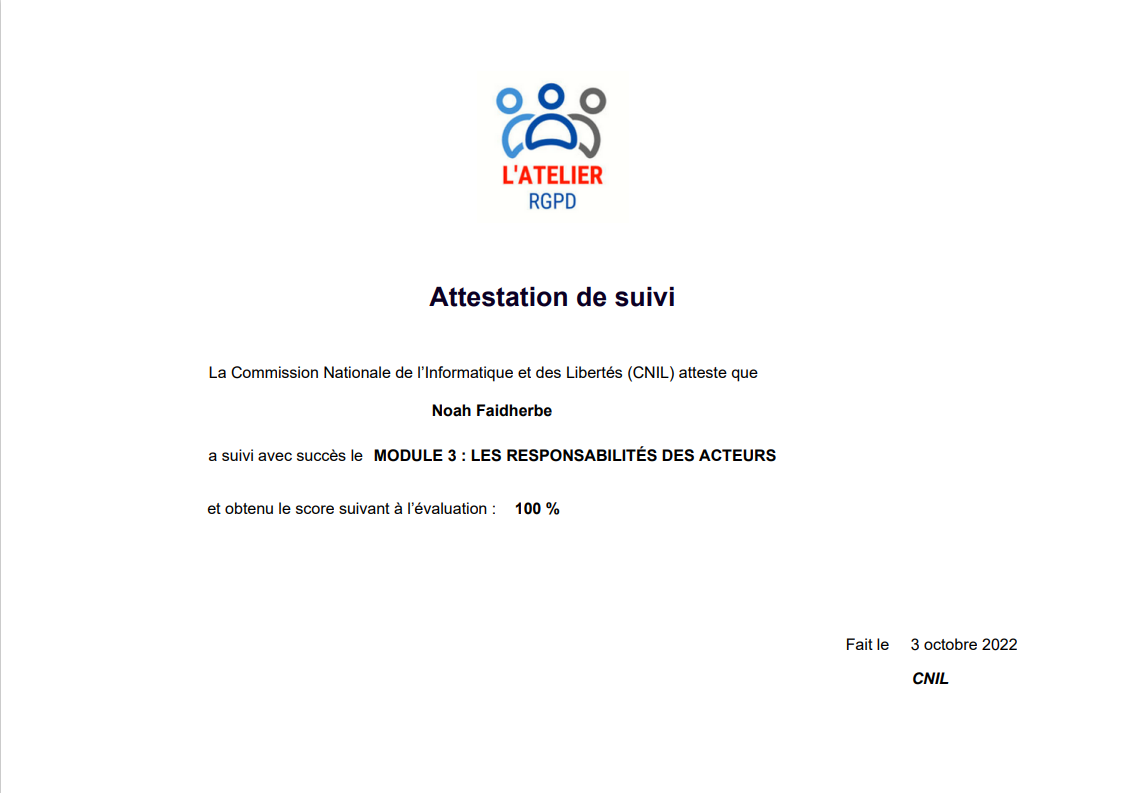 L'ATELIER
RGPD
Attestation de suivi
La Commission Nationale de l’Informatique et des Libertés (CNIL) atteste que
Noah Faidherbe
a suivi avec succès le MODULE 3 : LES RESPONSABILITÉS DES ACTEURS
et obtenu le score suivant à l’évaluation : 100 %
Fait le 3 octobre 2022
CNIL